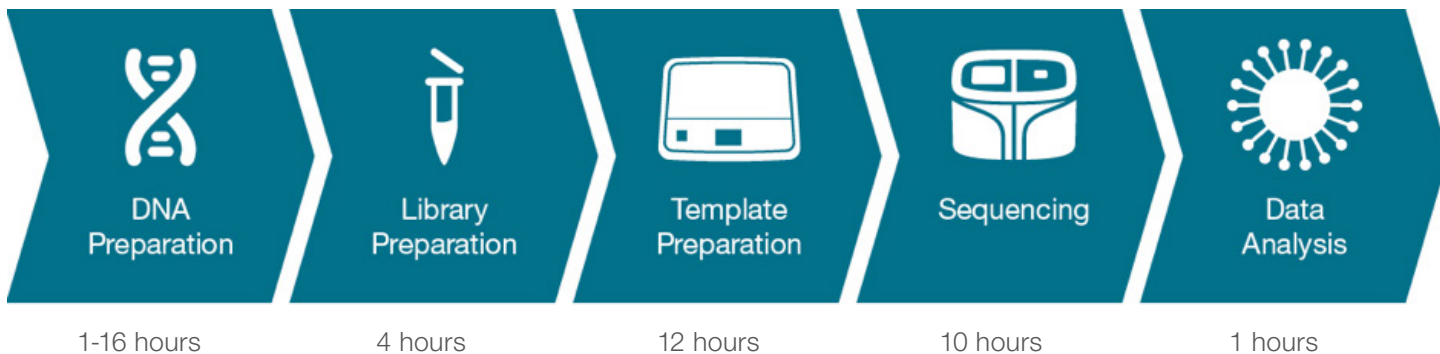 DNA
Preparation
Library
Preparation
Template
Preparation
Sequencing
Data
Analysis
1-16 hours
4 hours
12 hours
10 hours
1 hours